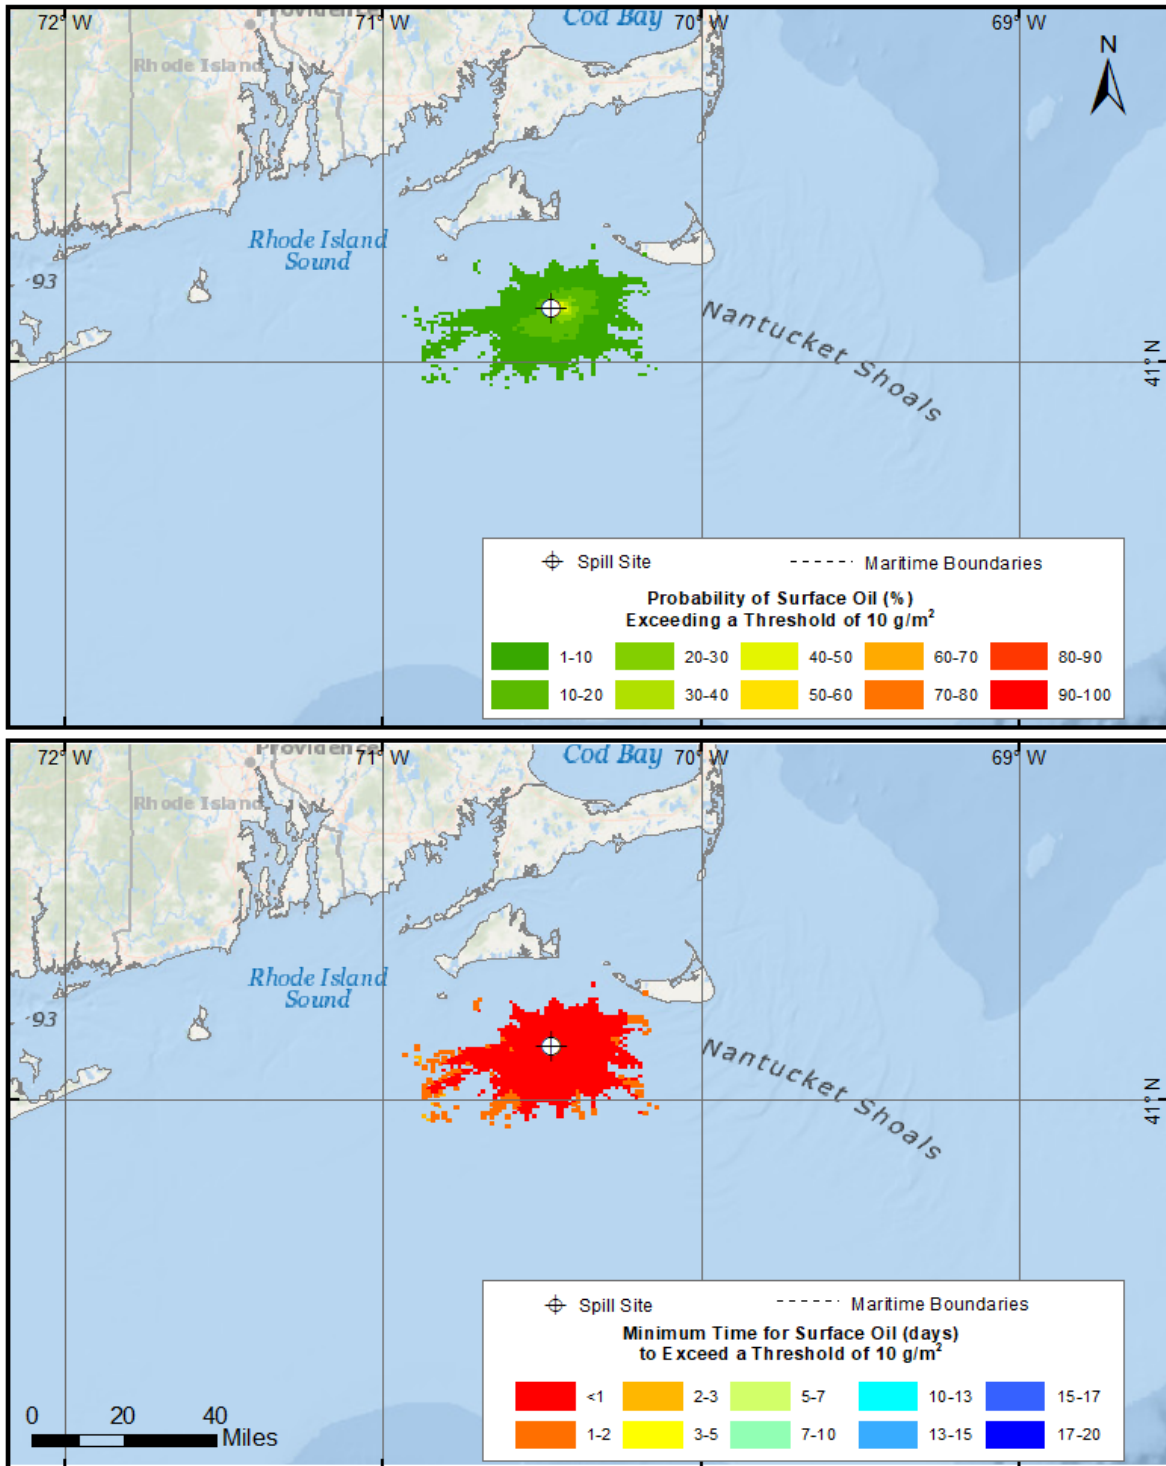 Cod Bay
72° W
71° W
70° W
69° W
Providence
Rhode Island
N
Rhode Island
Sound
-93
Nantucket Shoals
41° N
Spill Site
Maritime Boundaries
Probability of Surface Oil (%)
Exceeding a Threshold of 10 g/m²
1-10
20-30
40-50
60-70
80-90
10-20
30-40
50-60
70-80
90-100
72° W
71° W
70° W
69° W
Providence
Cod Bay
Rhode Island
Rhode Island
Sound
-93
Nantucket Shoals
41° N
Spill Site
Maritime Boundaries
Minimum Time for Surface Oil (days)
to Exceed a Threshold of 10 g/m²
<1
2-3
5-7
10-13
15-17
1-2
3-5
7-10
13-15
17-20
0 20 40
Miles